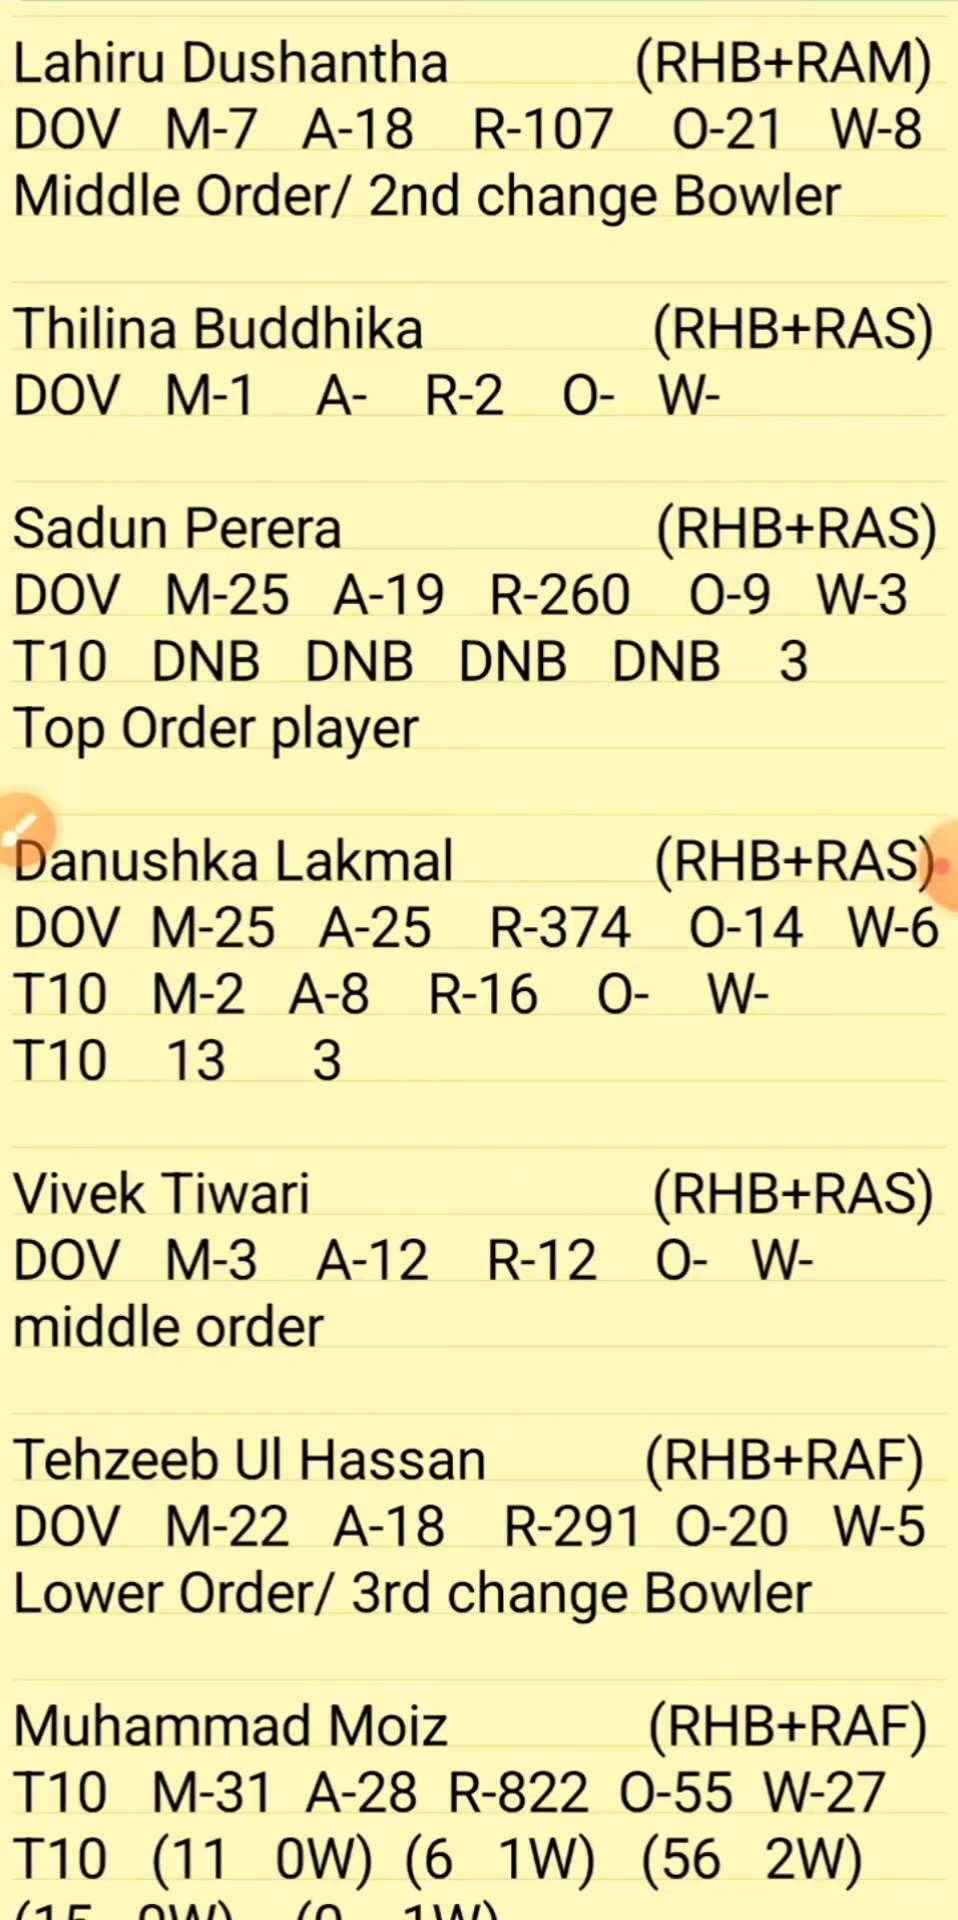 Lahiru Dushantha (RHB+RAM)
DOV M-7 A-18 R-107 O-21 W-8
Middle Order/ 2nd change Bowler
Thilina Buddhika (RHB+RAS)
DOV M-1 A- R-2 O- W-
Sadun Perera (RHB+RAS)
DOV M-25 A-19 R-260 O-9 W-3
T10 DNB DNB DNB DNB 3
Top Order player
Danushka Lakmal (RHB+RAS)
DOV M-25 A-25 R-374 O-14 W-6
T10 M-2 A-8 R-16 O- W-
T10 13 3
Vivek Tiwari (RHB+RAS)
DOV M-3 A-12 R-12 O- W-
middle order
Tehzeeb Ul Hassan (RHB+RAF)
DOV M-22 A-18 R-291 O-20 W-5
Lower Order/ 3rd change Bowler
Muhammad Moiz (RHB+RAF)
T10 M-31 A-28 R-822 O-55 W-27
T10 (11 0W) (6 1W) (56 2W)